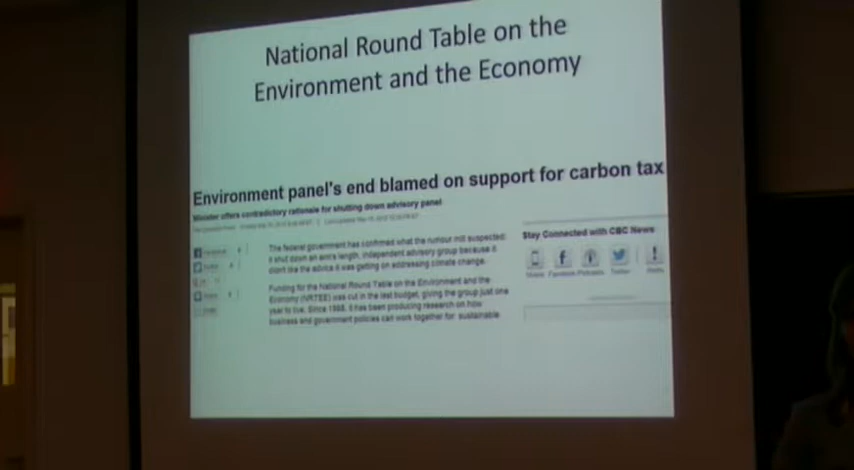 National Round Table on the
Environment and the Economy
Environment panel's end blamed on support for carbon tax
Minister offers contradictory rationale for shutting down advisory panel
The federal government has confirmed what the rumour mill suspected:
it shut down an arm's length, independent advisory group because it
didn't like the advice it was getting on addressing climate change.
Funding for the National Round Table on the Environment and the
Economy (NRTEE) was cut in the last budget, giving the group just one
year to live. Since 1988, it has been producing research on how
business and government policies can work together for sustainable
Stay Connected with CBC News
Mobile Facebook Podcasts Twitter Alerts